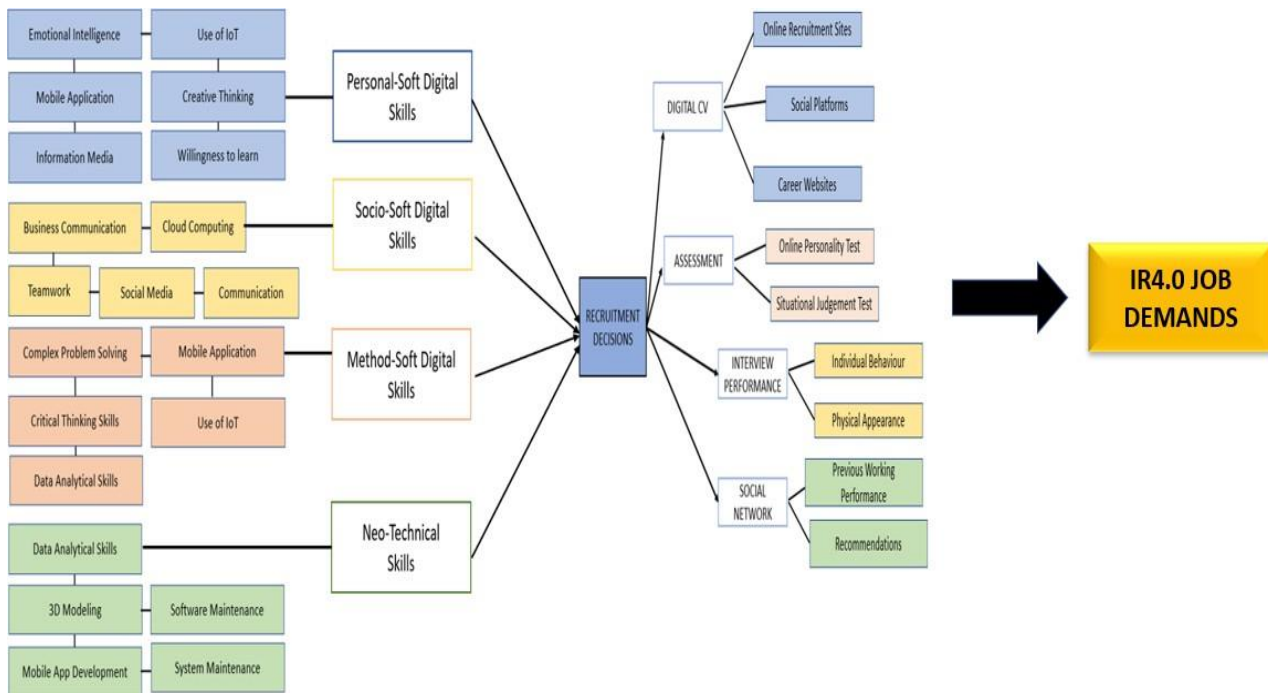 Emotional Intelligence
Use of IoT
Mobile Application
Creative Thinking
Information Media
Willingness to learn
Personal-Soft Digital
Skills
Business Communication
Cloud Computing
Teamwork
Social Media
Communication
Socio-Soft Digital
Skills
Complex Problem Solving
Mobile Application
Critical Thinking Skills
Use of IoT
Data Analytical Skills
Method-Soft Digital
Skills
Data Analytical Skills
3D Modeling
Software Maintenance
Mobile App Development
System Maintenance
Neo-Technical
Skills
RECRUITMENT
DECISIONS
DIGITAL CV
Online Recruitment Sites
Social Platforms
Career Websites
ASSESSMENT
Online Personality Test
Situational Judgement Test
INTERVIEW
PERFORMANCE
Individual Behaviour
Physical Appearance
SOCIAL
NETWORK
Previous Working
Performance
Recommendations
IR4.0 JOB
DEMANDS